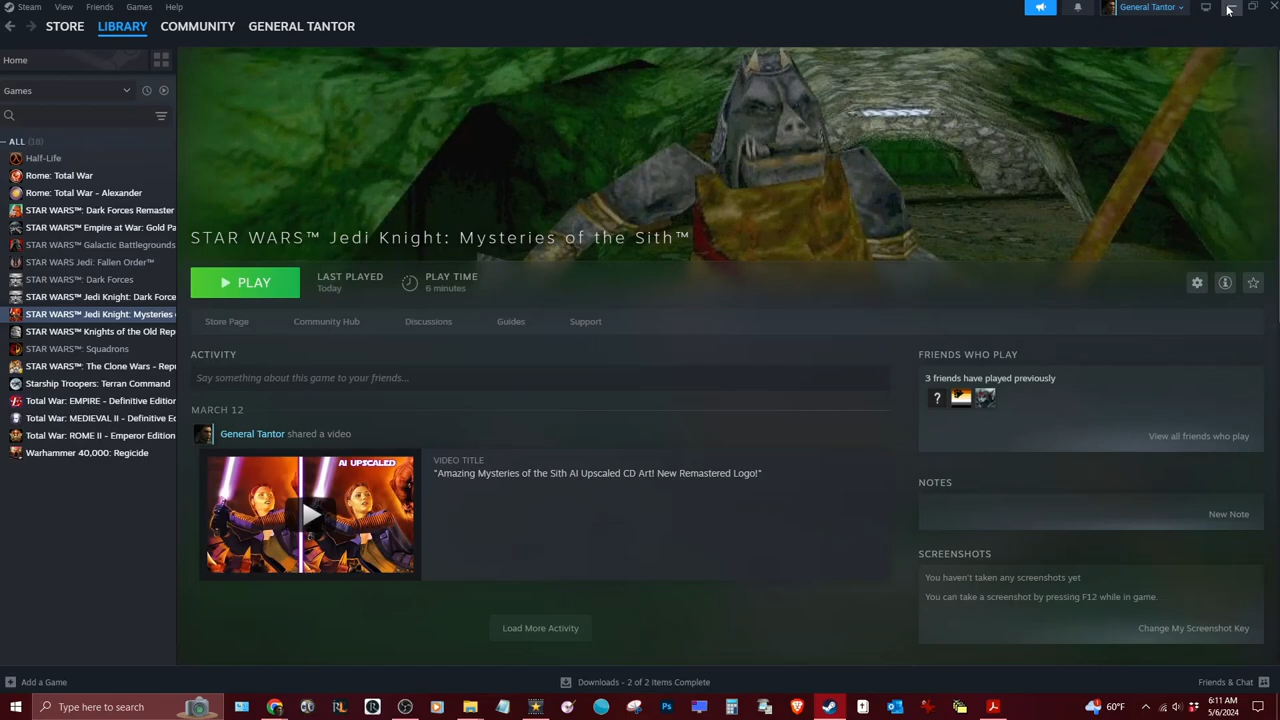 Steam View Friends Games Help
General Tantor
STORE LIBRARY COMMUNITY GENERAL TANTOR
Home
Games
ALL (18)
Half-Life
Rome: Total War
Rome: Total War - Alexander
STAR WARS™: Dark Forces Remaster
STAR WARS™ Empire at War: Gold Pa
STAR WARS™ Galactic Battlegrounds
STAR WARS Jedi: Fallen Order™
STAR WARS™: Dark Forces
STAR WARS™ Jedi Knight: Dark Force
STAR WARS™ Jedi Knight: Mysteries
STAR WARS™ Knights of the Old Rep
STAR WARS™: Squadrons
STAR WARS™: The Clone Wars - Repu
Starship Troopers: Terran Command
Total War: EMPIRE - Definitive Edition
Total War: MEDIEVAL II - Definitive Ed
Total War: ROME II - Emperor Edition
Warhammer 40,000: Regicide
STAR WARS™ Jedi Knight: Mysteries of the Sith™
PLAY
LAST PLAYED
Today
PLAY TIME
6 minutes
Store Page Community Hub Discussions Guides Support
ACTIVITY
Say something about this game to your friends...
MARCH 12
General Tantor shared a video
AI UPSCALED
VIDEO TITLE
"Amazing Mysteries of the Sith AI Upscaled CD Art! New Remastered Logo!"
Load More Activity
FRIENDS WHO PLAY
3 friends have played previously
?
View all friends who play
NOTES
New Note
SCREENSHOTS
You haven't taken any screenshots yet
You can take a screenshot by pressing F12 while in game.
Change My Screenshot Key
Add a Game
Downloads - 2 of 2 Items Complete
Friends & Chat
Type here to search
60°F
6:11 AM
5/6/2024